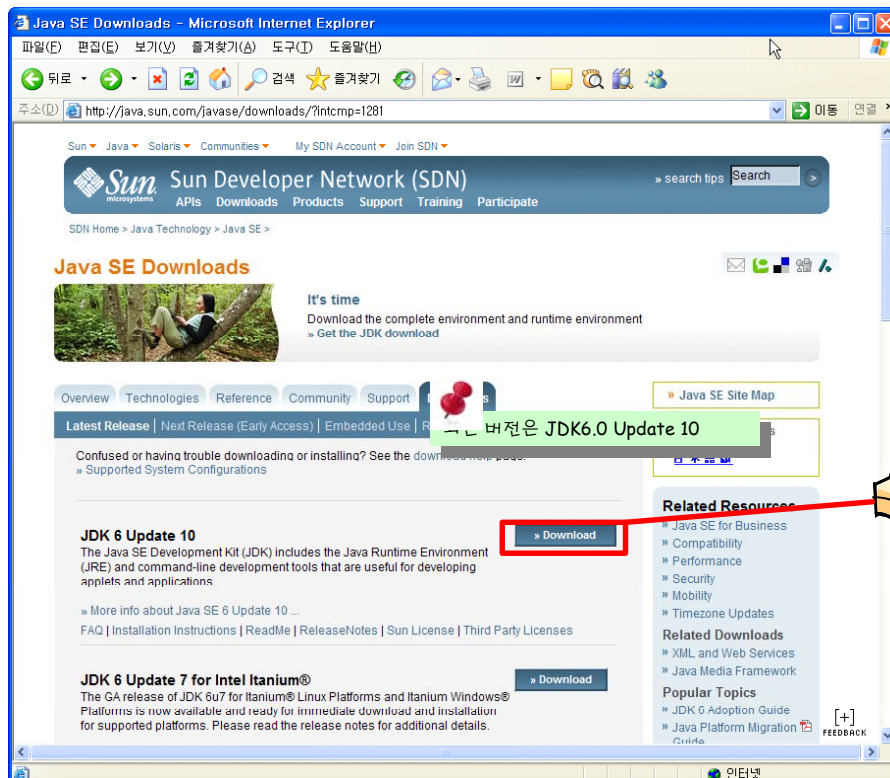 Java SE Downloads - Microsoft Internet Explorer
파일(F) 편집(E) 보기(V) 즐겨찾기(A) 도구(T) 도움말(H)
뒤로 검색 즐겨찾기
주소(D) http://java.sun.com/javase/downloads/?intcmp=1281 이동 연결 »
Sun Java Solaris Communities My SDN Account Join SDN
Sun microsystems Sun Developer Network (SDN) » search tips Search
APIs Downloads Products Support Training Participate
SDN Home > Java Technology > Java SE >
Java SE Downloads
It's time
Download the complete environment and runtime environment
» Get the JDK download
Overview Technologies Reference Community Support
» Java SE Site Map
Latest Release | Next Release (Early Access) | Embedded Use | R
버전은 JDK6.0 Update 10
Confused or having trouble downloading or installing? See the download help page.
» Supported System Configurations
Related Resources
» Java SE for Business
» Compatibility
» Performance
» Security
» Mobility
» Timezone Updates
Related Downloads
» XML and Web Services
» Java Media Framework
Popular Topics
» JDK 6 Adoption Guide
» Java Platform Migration Guide
JDK 6 Update 10
» Download
The Java SE Development Kit (JDK) includes the Java Runtime Environment
(JRE) and command-line development tools that are useful for developing
applets and applications
» More info about Java SE 6 Update 10 ...
FAQ | Installation Instructions | ReadMe | ReleaseNotes | Sun License | Third Party Licenses
JDK 6 Update 7 for Intel Itanium®
» Download
The GA release of JDK 6u7 for Itanium® Linux Platforms and Itanium Windows®
Platforms is now available and ready for immediate download and installation
for supported platforms. Please read the release notes for additional details.
[+]
FEEDBACK
인터넷